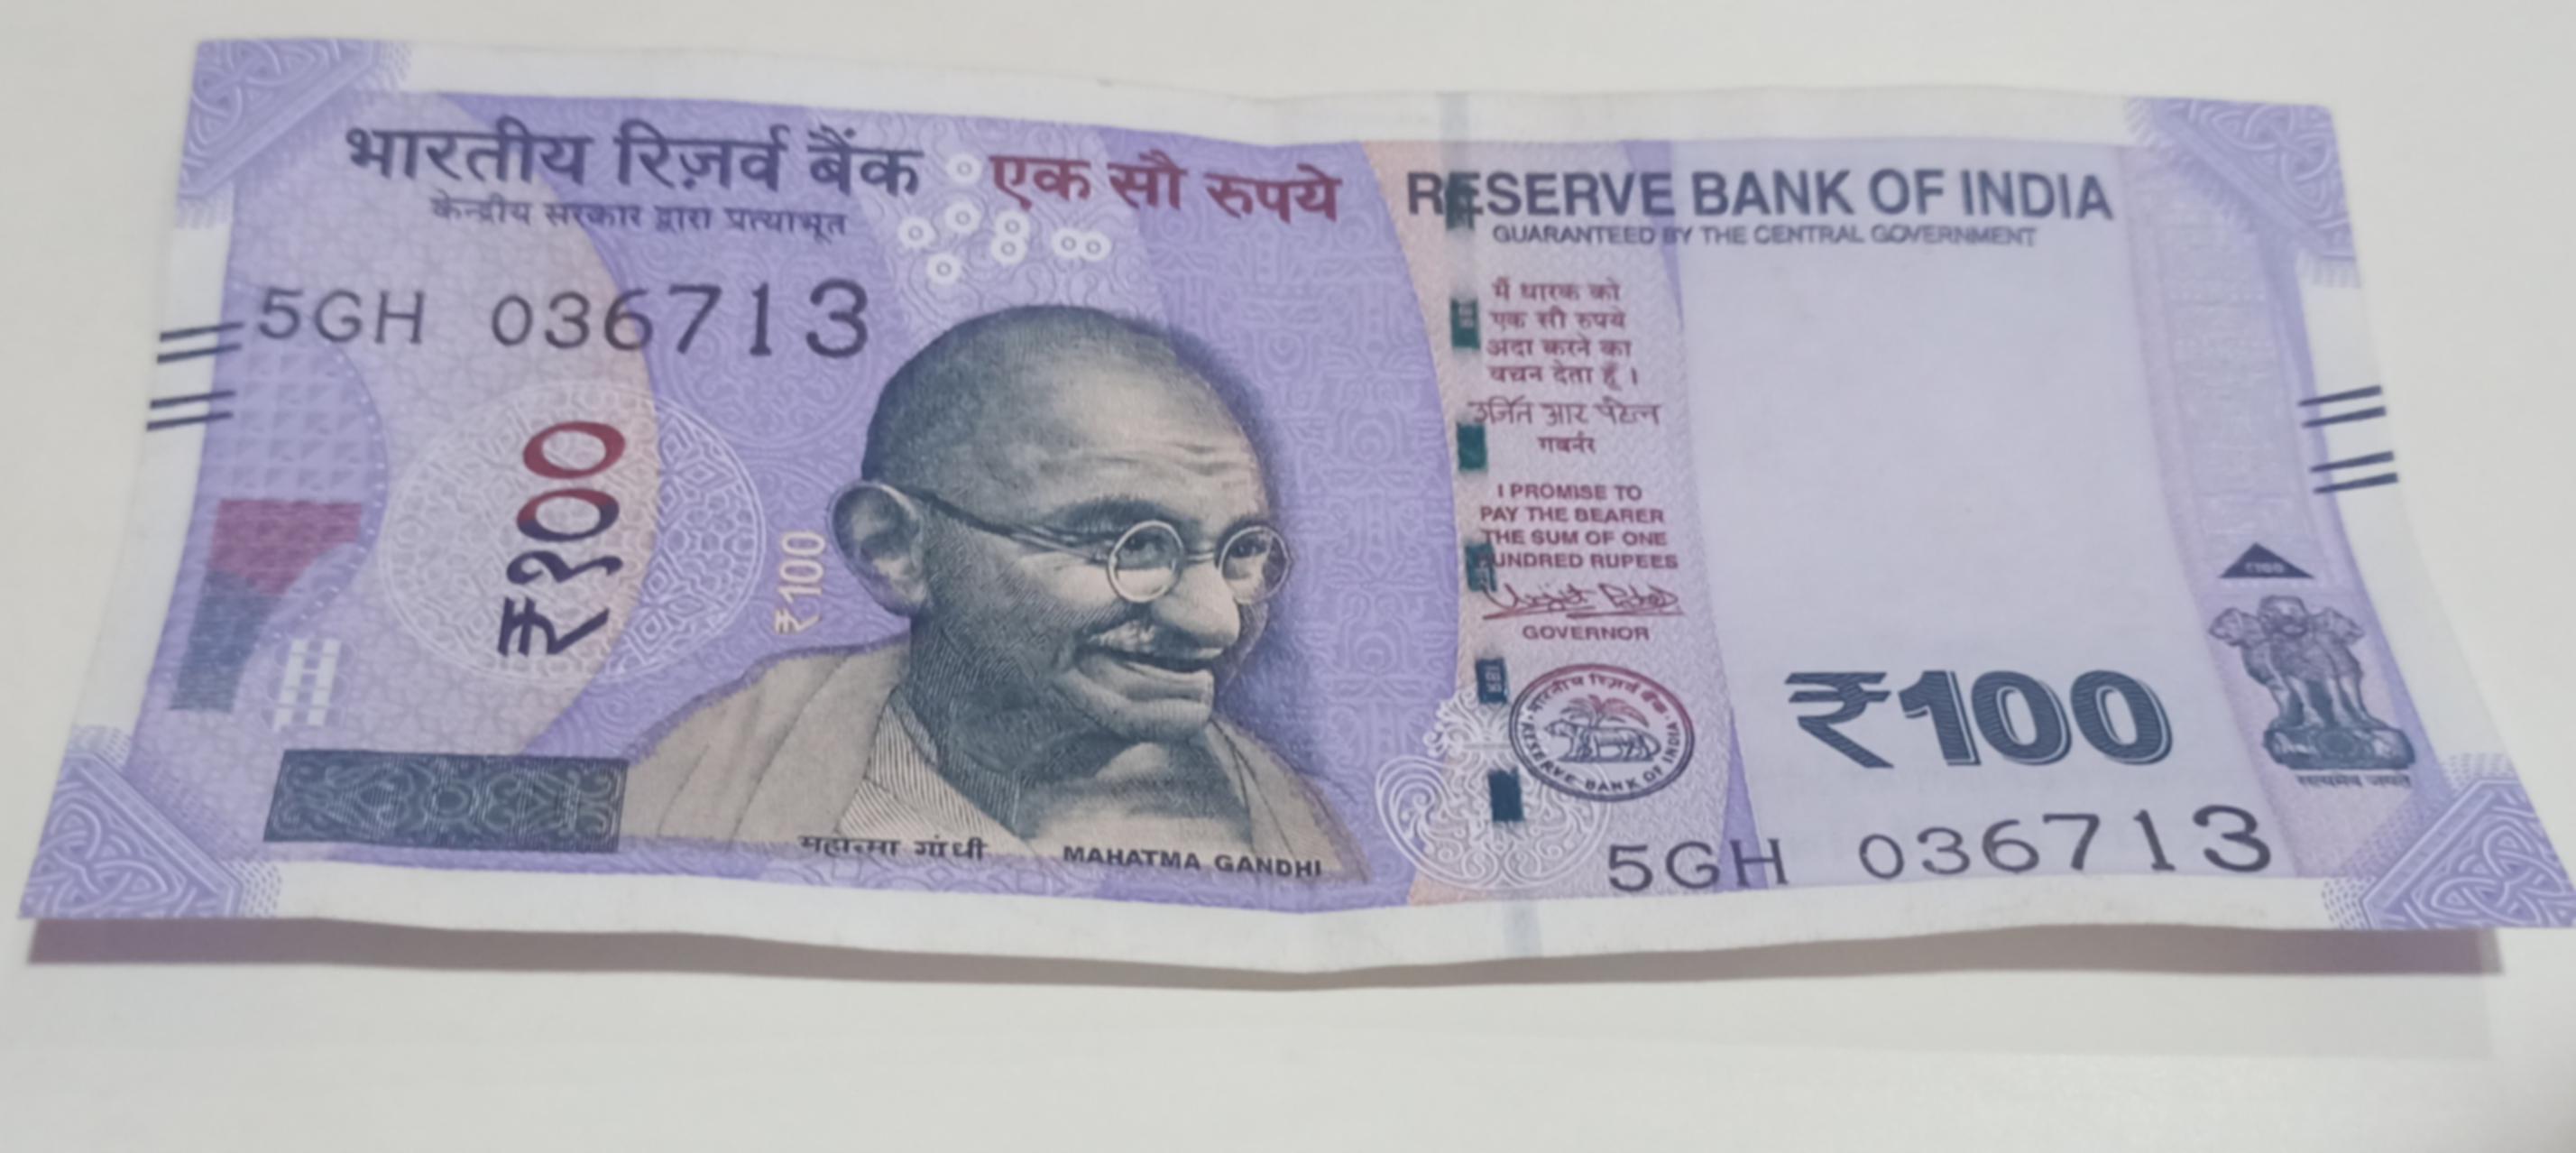 भारतीय रिज़र्व बैंक
एक सौ रुपये
केन्द्रीय सरकार द्वारा प्रत्याभूत
5GH 036713
₹१००
₹100
महात्मा गांधी
MAHATMA GANDHI
RESERVE BANK OF INDIA
GUARANTEED BY THE CENTRAL GOVERNMENT
मैं धारक को
एक सौ रुपये
अदा करने का
वचन देता हूँ ।
उर्जित आर पटेल
गवर्नर
I PROMISE TO
PAY THE BEARER
THE SUM OF ONE
HUNDRED RUPEES
GOVERNOR
भारतीय रिज़र्व बैंक
RESERVE BANK OF INDIA
₹100
₹100
सत्यमेव जयते
5GH 036713